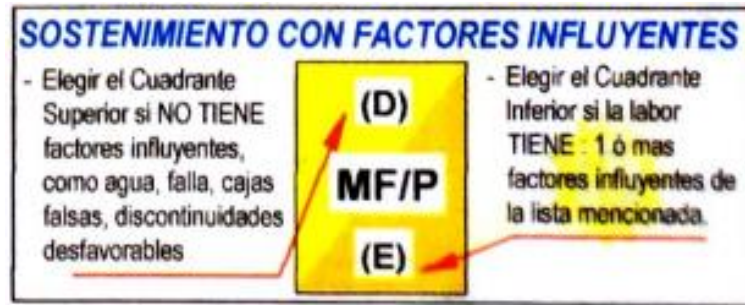 SOSTENIMIENTO CON FACTORES INFLUYENTES
- Elegir el Cuadrante
Superior si NO TIENE
factores influyentes,
como agua, falla, cajas
falsas, discontinuidades
desfavorables
(D)
MF/P
(E)
- Elegir el Cuadrante
Inferior si la labor
TIENE : 1 ó mas
factores influyentes de
la lista mencionada.